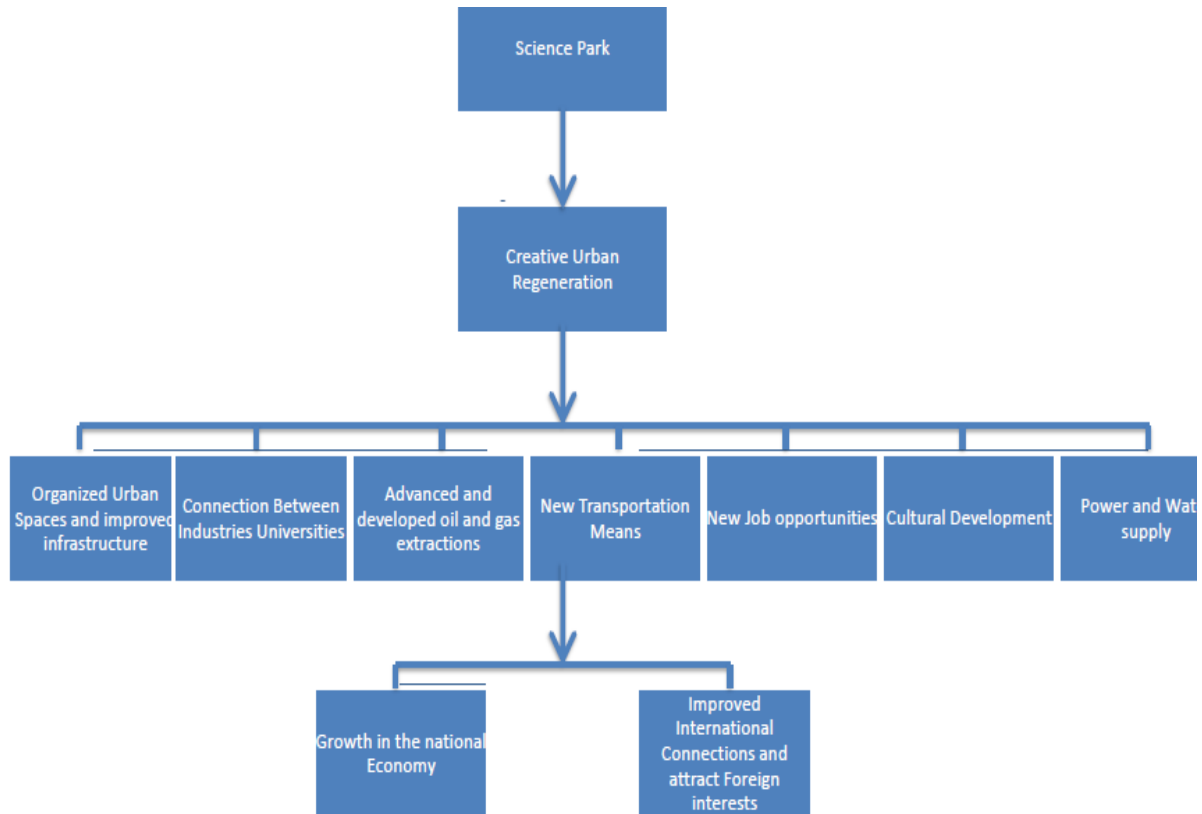 Science Park
Creative Urban
Regeneration
Organized Urban
Spaces and improved
infrastructure
Connection Between
Industries Universities
Advanced and
developed oil and gas
extractions
New Transportation
Means
New Job opportunities
Cultural Development
Power and Wat
supply
Growth in the national
Economy
Improved
International
Connections and
attract Foreign
interests